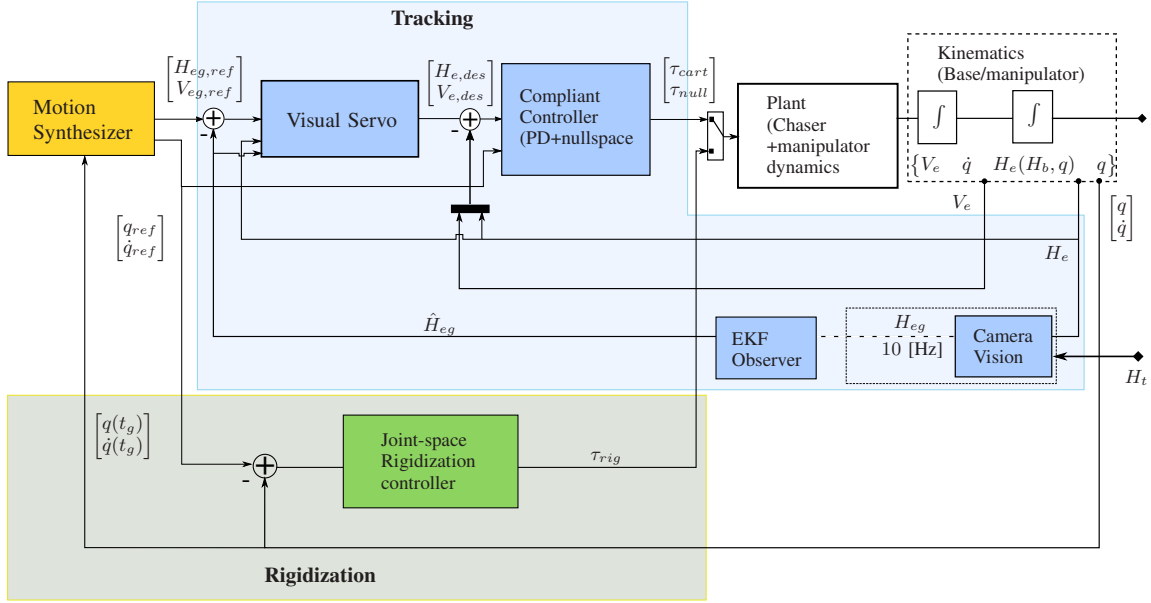 Tracking
Kinematics
(Base/manipulator)
∫ ∫
{V_e q̇ H_e(H_b, q) q}
Motion
Synthesizer
[H_{eg,ref}
V_{eg,ref}]
-
Visual Servo
[H_{e,des}
V_{e,des}]
-
Compliant
Controller
(PD+nullspace
[τ_{cart}
τ_{null}]
Plant
(Chaser
+manipulator
dynamics
V_e
[q
q̇]
[q_{ref}
q̇_{ref}]
H_e
Ĥ_{eg}
EKF
Observer
H_{eg}
10 [Hz]
Camera
Vision
H_t
[q(t_g)
q̇(t_g)]
-
Joint-space
Rigidization
controller
τ_{rig}
Rigidization